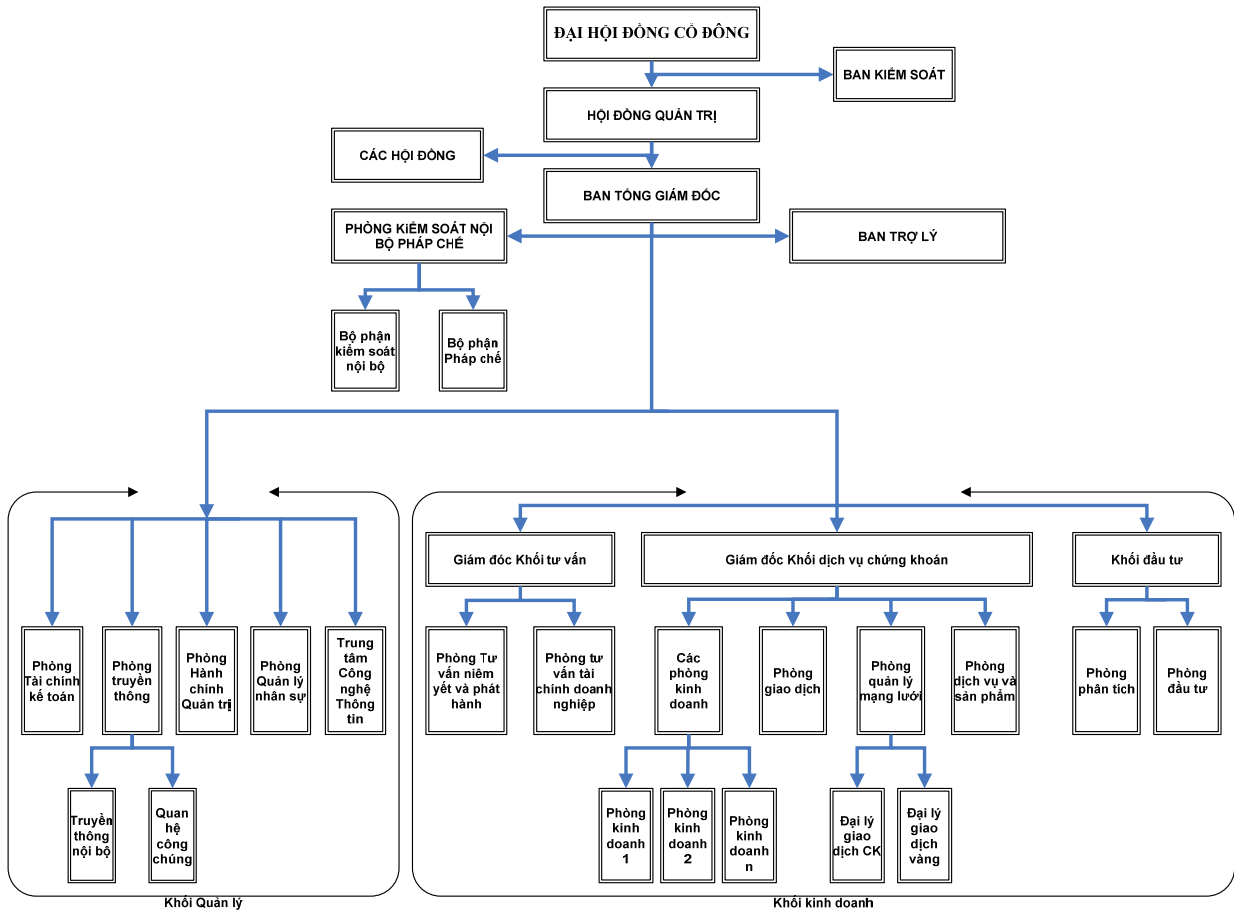 ĐẠI HỘI ĐỒNG CỔ ĐÔNG
BAN KIỂM SOÁT
HỘI ĐỒNG QUẢN TRỊ
CÁC HỘI ĐỒNG
BAN TỔNG GIÁM ĐỐC
PHÒNG KIỂM SOÁT NỘI
BỘ PHÁP CHẾ
BAN TRỢ LÝ
Bộ phận
kiểm soát
nội bộ
Bộ phận
Pháp chế
Giám đóc Khối tư vấn
Giám đốc Khối dịch vụ chứng khoán
Khối đầu tư
Phòng
Tài chính
kế toán
Phòng
truyền
thông
Phòng
Hành
chính
Quản trị
Phòng
Quản lý
nhân sự
Trung
tâm
Công
nghệ
Thông
tin
Phòng Tư
vấn niêm
yết và phát
hành
Phòng tư
vấn tài
chính doanh
nghiệp
Các
phòng
kinh
doanh
Phòng
giao dịch
Phòng
quản lý
mạng lưới
Phòng
dịch vụ và
sản phẩm
Phòng
phân tích
Phòng
đầu tư
Truyền
thông
nội bộ
Quan
hệ
công
chúng
Phòng
kinh
doanh
1
Phòng
kinh
doanh
2
Phòng
kinh
doanh
n
Đại lý
giao
dịch CK
Đại lý
giao
dịch
vàng
Khối Quản lý
Khối kinh doanh